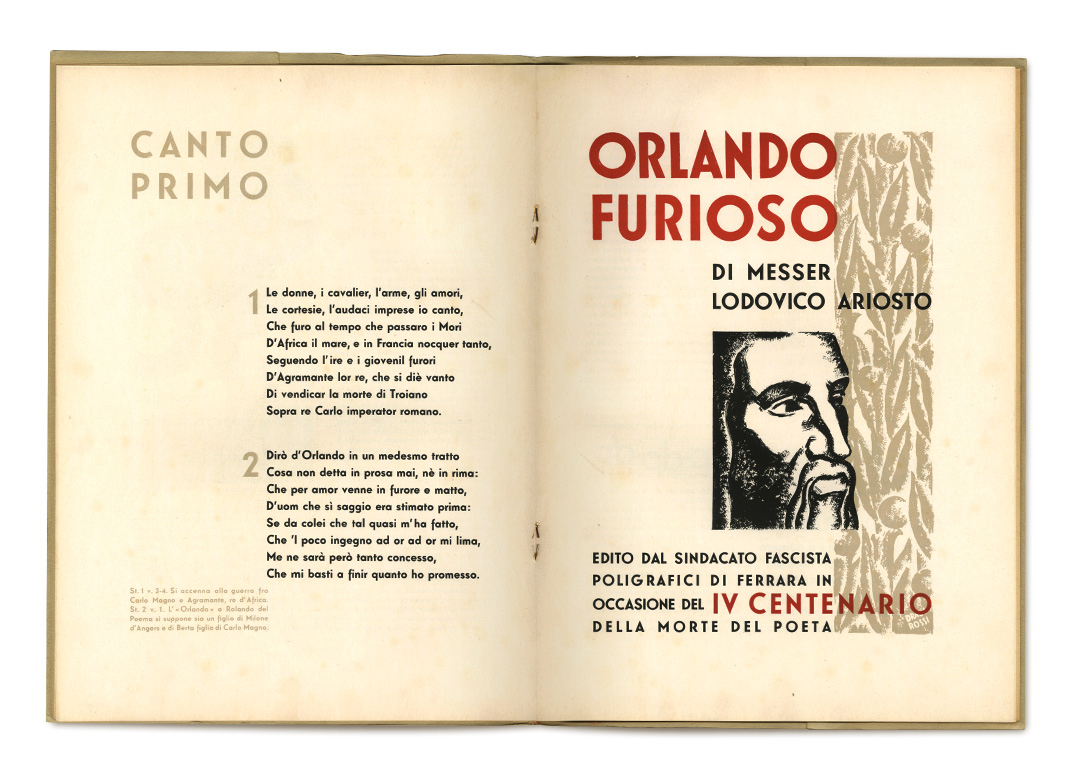 CANTO
PRIMO
1
Le donne, i cavalier, l'arme, gli amori,
Le cortesie, l'audaci imprese io canto,
Che furo al tempo che passaro i Mori
D'Africa il mare, e in Francia nocquer tanto,
Seguendo l'ire e i giovenil furori
D'Agramante lor re, che si diè vanto
Di vendicar la morte di Troiano
Sopra re Carlo imperator romano.
2
Dirò d'Orlando in un medesmo tratto
Cosa non detta in prosa mai, nè in rima:
Che per amor venne in furore e matto,
D'uom che sì saggio era stimato prima:
Se da colei che tal quasi m'ha fatto,
Che 'l poco ingegno ad or ad or mi lima,
Me ne sarà però tanto concesso,
Che mi basti a finir quanto ho promesso.
St. 1 v. 3-4. Si accenna alla guerra fra
Carlo Magno e Agramante, re d'Africa.
St. 2 v. 1. L'«Orlando» o Rolando del
Poema si suppone sia un figlio di Milone
d'Angers e di Berta figlia di Carlo Magno.
ORLANDO
FURIOSO
DI MESSER
LODOVICO ARIOSTO
EDITO DAL SINDACATO FASCISTA
POLIGRAFICI DI FERRARA IN
OCCASIONE DEL IV CENTENARIO
DELLA MORTE DEL POETA
ROSSI